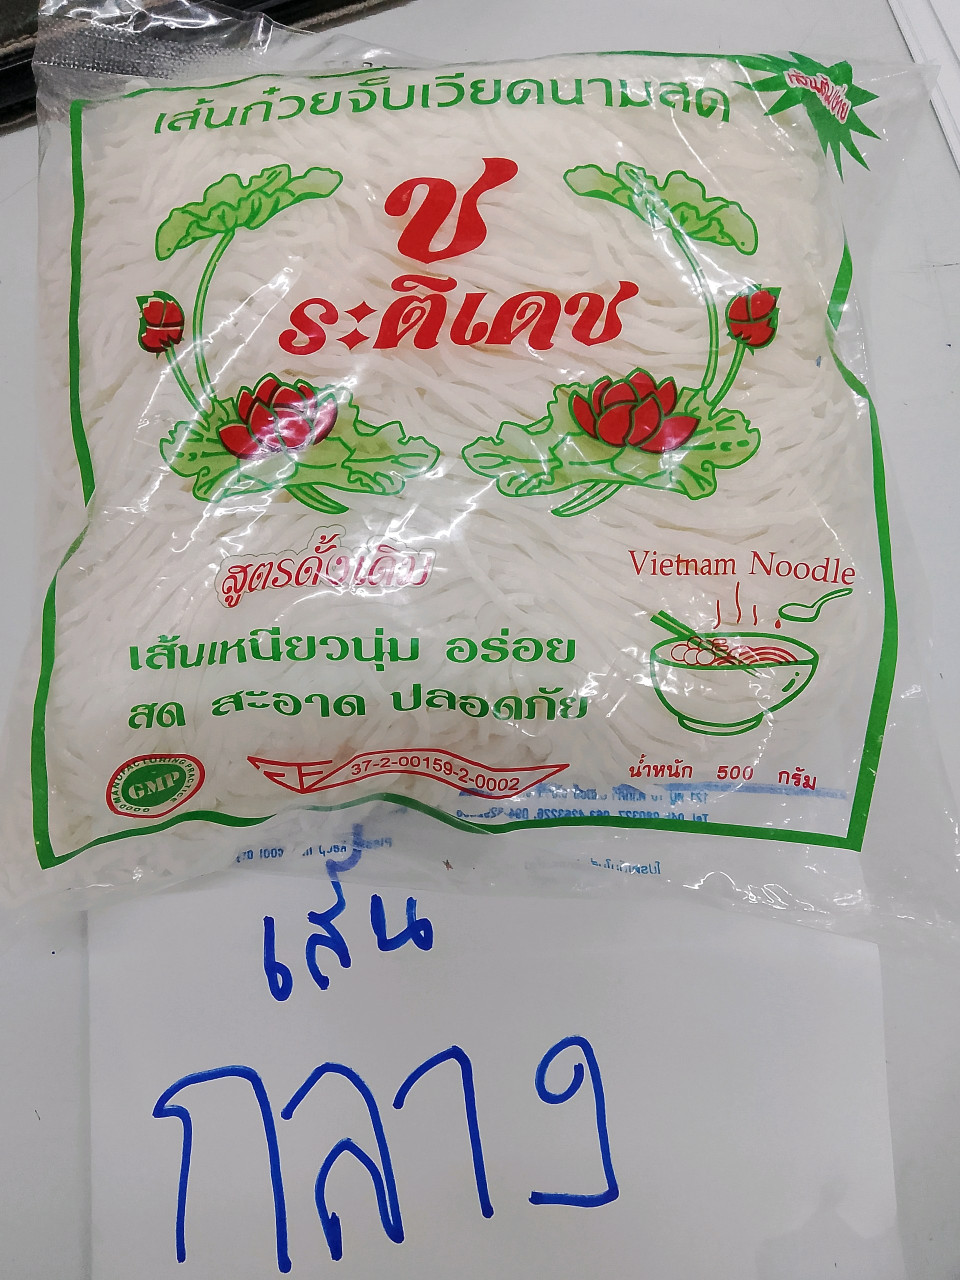 เส้นก๋วยจั๊บเวียดนามสด
ช
ระติเดช
สูตรดั้งเดิม
Vietnam Noodle
เส้นเหนียวนุ่ม อร่อย
สด สะอาด ปลอดภัย
GOOD MANUFACTURING PRACTICE
GMP
37-2-00159-2-0002
น้ำหนัก 500 กรัม
เส้น
กลาง